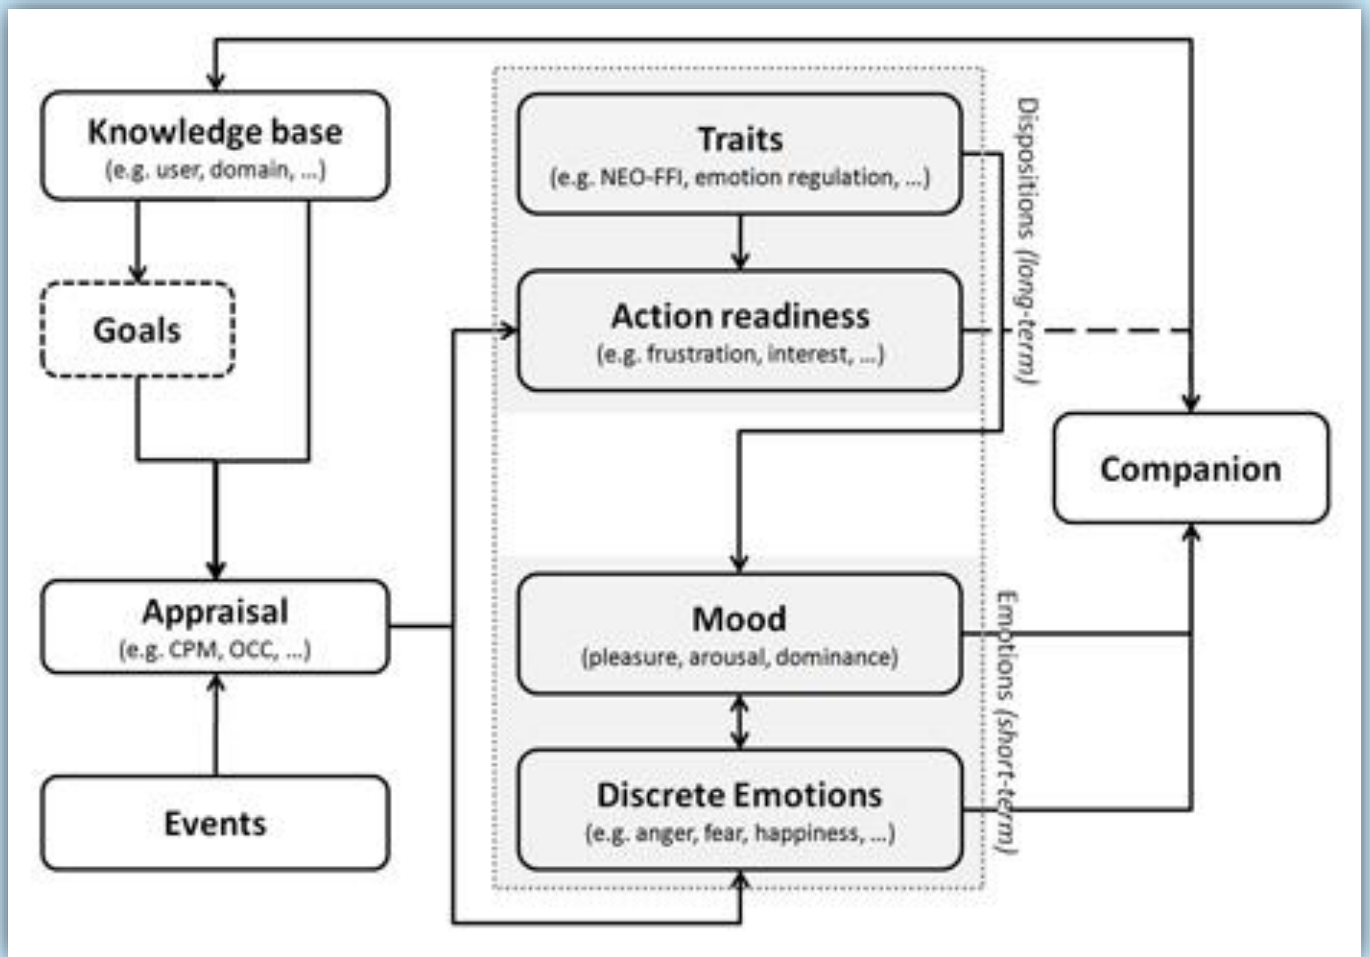 Knowledge base
(e.g. user, domain, ...)
Goals
Appraisal
(e.g. CPM, OCC, ...)
Events
Traits
(e.g. NEO-FFI, emotion regulation, ...)
Action readiness
(e.g. frustration, interest, ...)
Mood
(pleasure, arousal, dominance)
Discrete Emotions
(e.g. anger, fear, happiness, ...)
Dispositions (long-term)
Emotions (short-term)
Companion